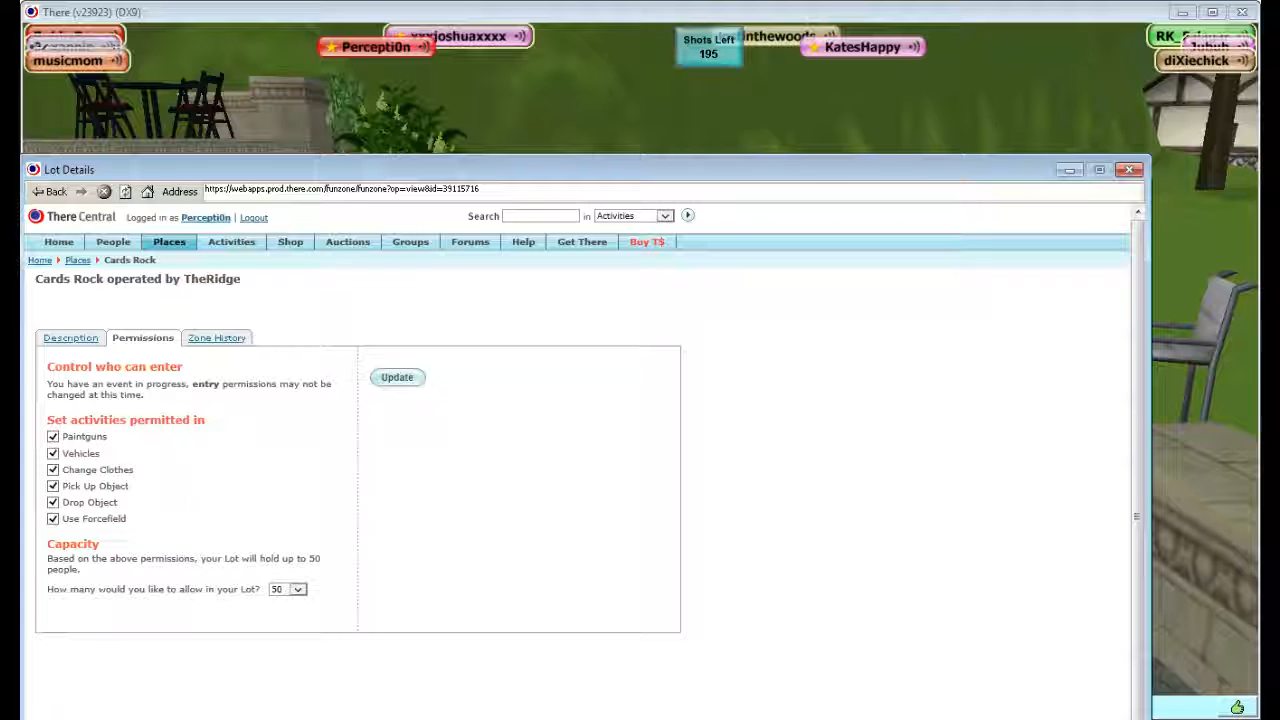 There (v23923) (DX9)
xxxjoshuaxxxx
Percepti0n
Shots Left
195
inthewoods
KatesHappy
musicmom
diXiechick
Lot Details
Back
Address
https://webapps.prod.there.com/funzone/funzone?op=view&id=39115716
There Central Logged in as Percepti0n | Logout
Search in Activities
Home People Places Activities Shop Auctions Groups Forums Help Get There Buy T$
Home Places Cards Rock
Cards Rock operated by TheRidge
Description Permissions Zone History
Control who can enter
You have an event in progress, entry permissions may not be
changed at this time.
Update
Set activities permitted in
Paintguns
Vehicles
Change Clothes
Pick Up Object
Drop Object
Use Forcefield
Capacity
Based on the above permissions, your Lot will hold up to 50
people.
How many would you like to allow in your Lot? 50